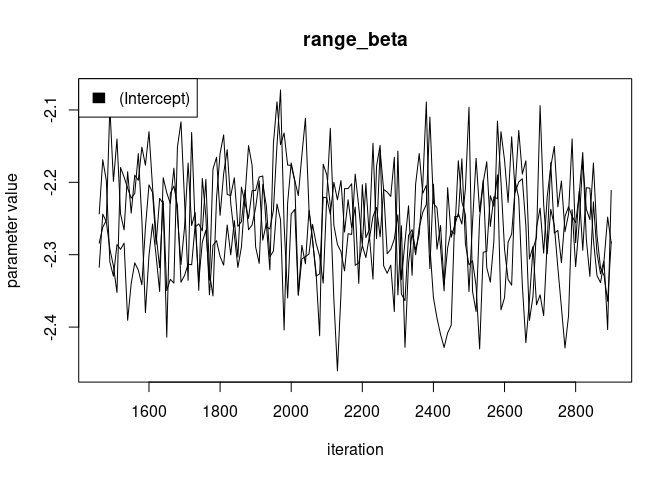 range_beta
(Intercept)
parameter value
-2.1
-2.2
-2.3
-2.4
1600 1800 2000 2200 2400 2600 2800
iteration